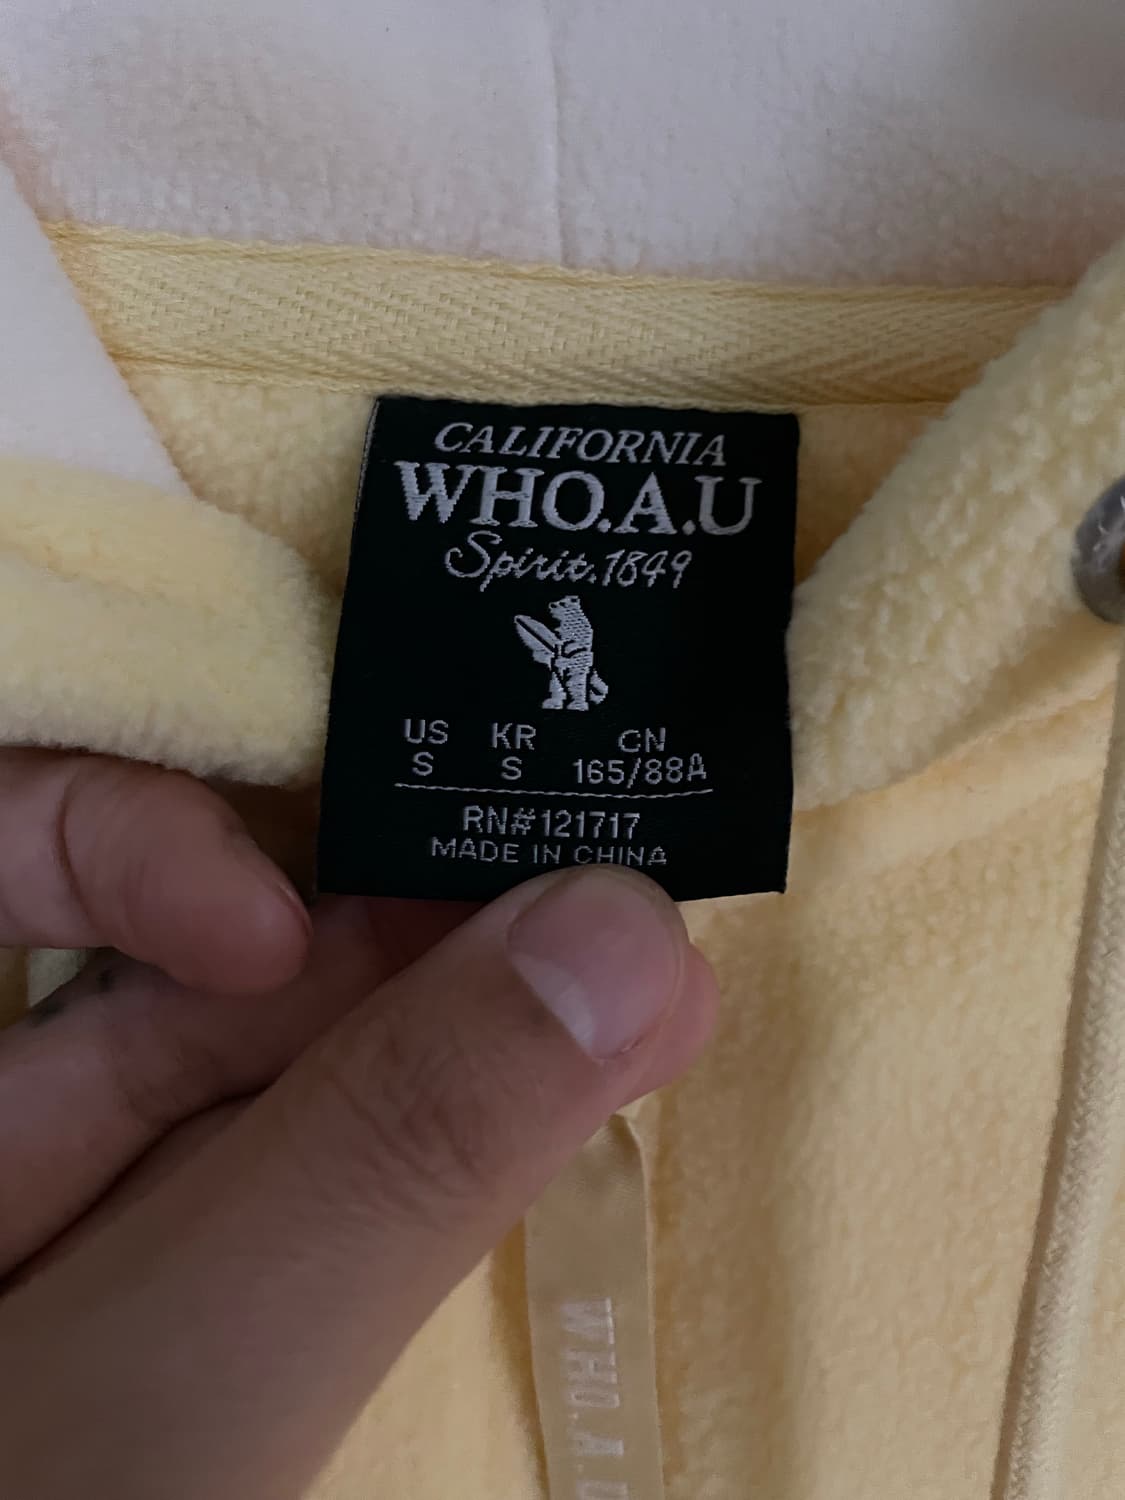 CALIFORNIA
WHO.A.U
Spirit.1849
US KR CN
S S 165/88A
RN#121717
MADE IN CHINA
WHO.A.U